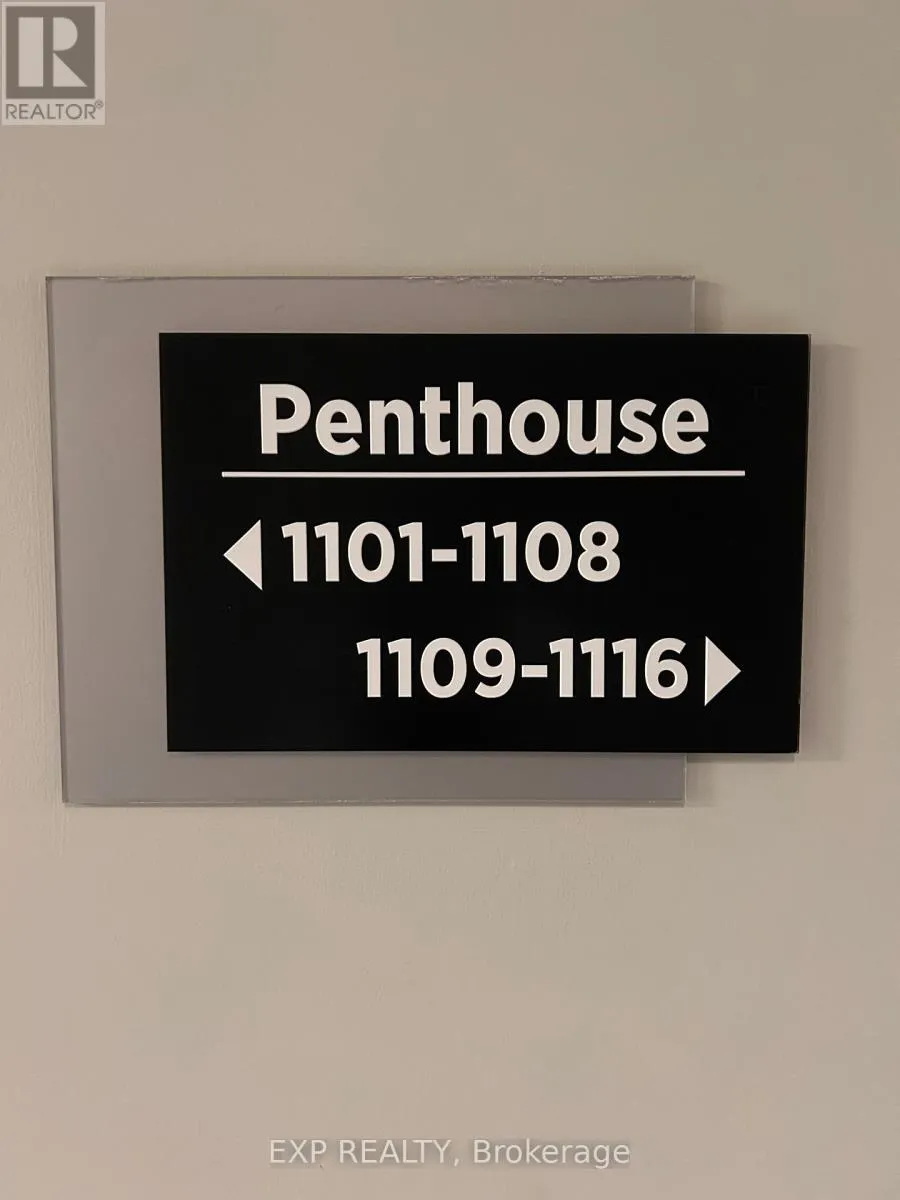 R
REALTOR®
Penthouse
◀ 1101-1108
1109-1116 ▶
EXP REALTY, Brokerage